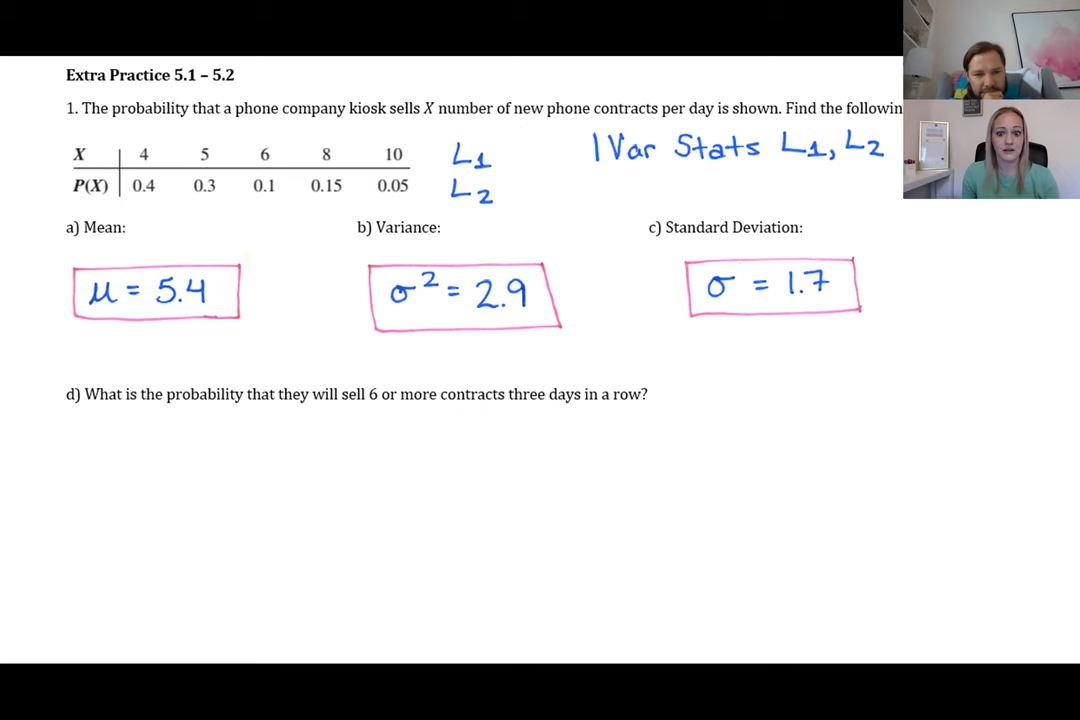 Extra Practice 5.1 – 5.2
1. The probability that a phone company kiosk sells X number of new phone contracts per day is shown. Find the followin
X 4 5 6 8 10 L1
P(X) 0.4 0.3 0.1 0.15 0.05 L2
1 Var Stats L1, L2
a) Mean: b) Variance: c) Standard Deviation:
μ = 5.4 σ² = 2.9 σ = 1.7
d) What is the probability that they will sell 6 or more contracts three days in a row?